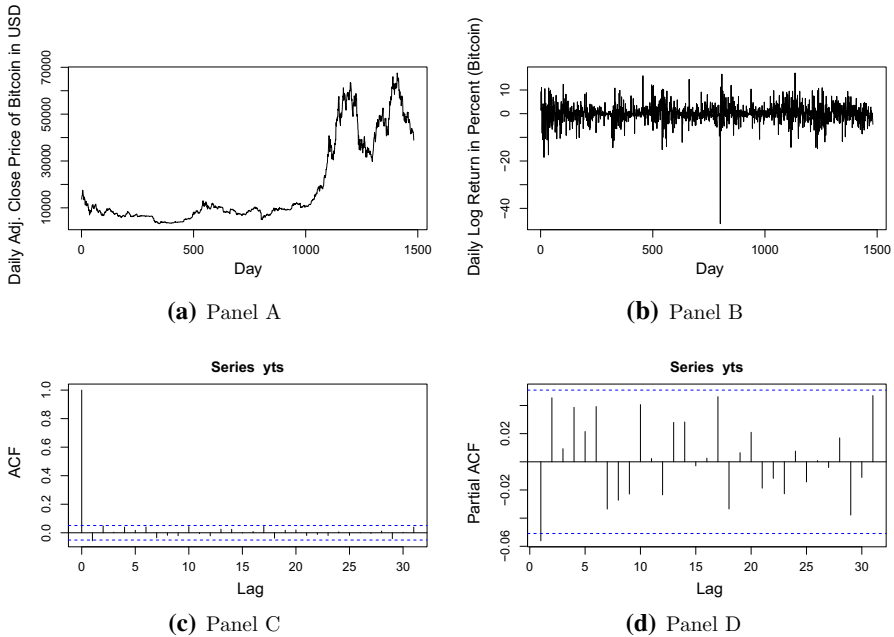 Daily Adj. Close Price of Bitcoin in USD
70000
50000
30000
10000
0
500
1000
1500
Day
(a) Panel A
Daily Log Return in Percent (Bitcoin)
10
0
−20
−40
0
500
1000
1500
Day
(b) Panel B
Series yts
ACF
1.0
0.8
0.6
0.4
0.2
0.0
0
5
10
15
20
25
30
Lag
(c) Panel C
Series yts
Partial ACF
0.02
−0.02
−0.06
0
5
10
15
20
25
30
Lag
(d) Panel D